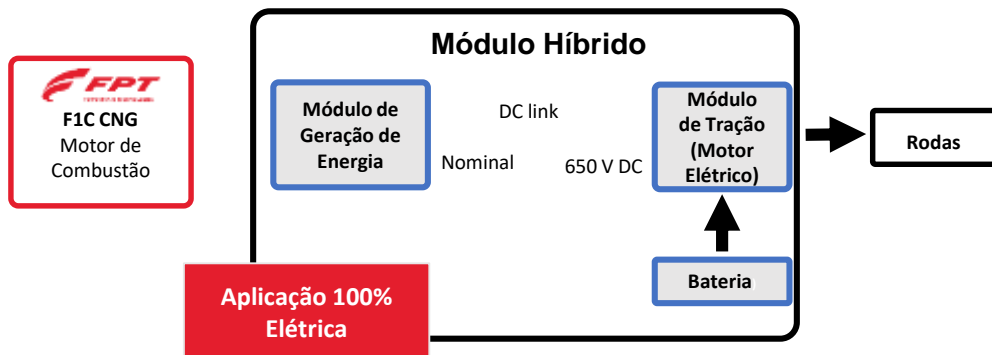 Módulo Híbrido
FPT
F1C CNG
Motor de
Combustão
Módulo de
Geração de
Energia
DC link
Nominal
650 V DC
Módulo
de Tração
(Motor
Elétrico)
Rodas
Bateria
Aplicação 100%
Elétrica